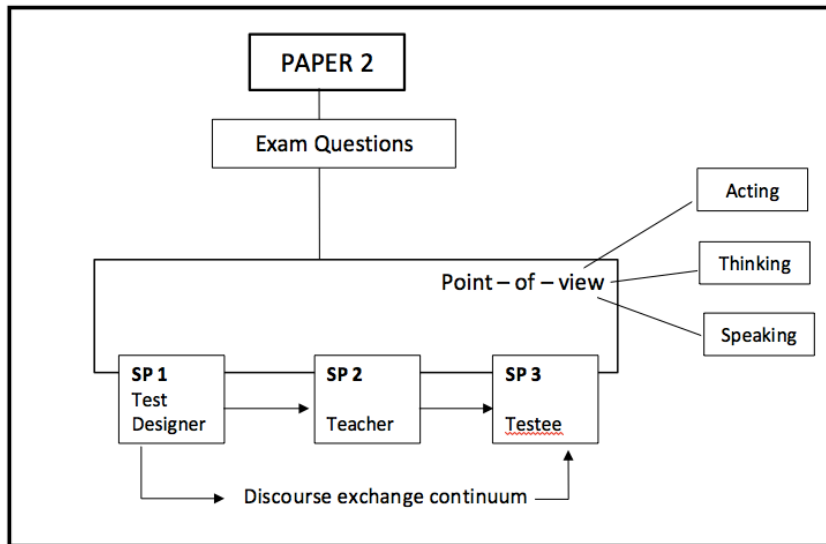 PAPER 2
Exam Questions
Acting
Point – of – view
Thinking
Speaking
SP 1
Test
Designer
SP 2
Teacher
SP 3
Testee
Discourse exchange continuum